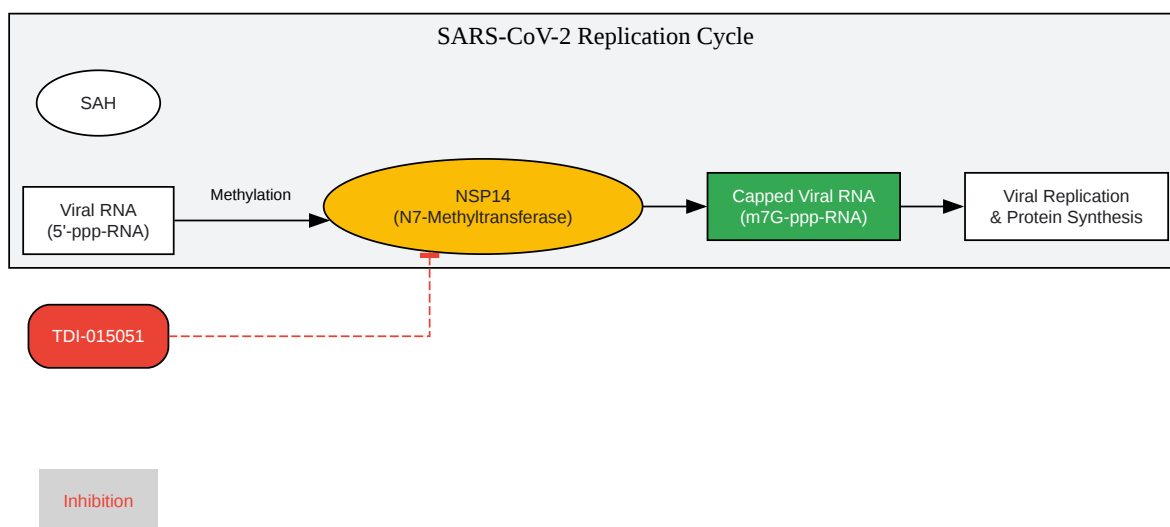 SARS-CoV-2 Replication Cycle
SAH
Viral RNA
(5'-ppp-RNA)
Methylation
NSP14
(N7-Methyltransferase)
Capped Viral RNA
(m7G-ppp-RNA)
Viral Replication
& Protein Synthesis
TDI-015051
Inhibition